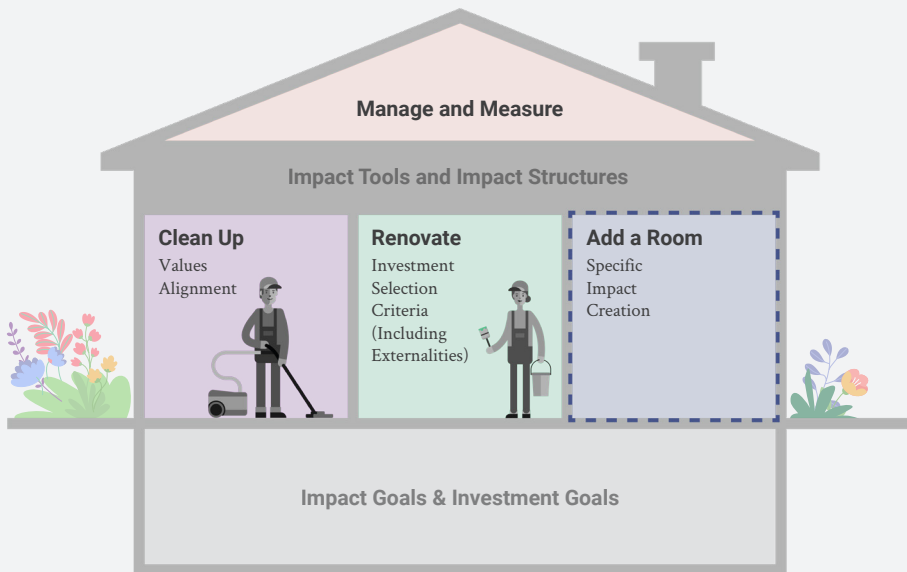 Manage and Measure
Impact Tools and Impact Structures
Clean Up
Values
Alignment
Renovate
Investment
Selection
Criteria
(Including
Externalities)
Add a Room
Specific
Impact
Creation
Impact Goals & Investment Goals